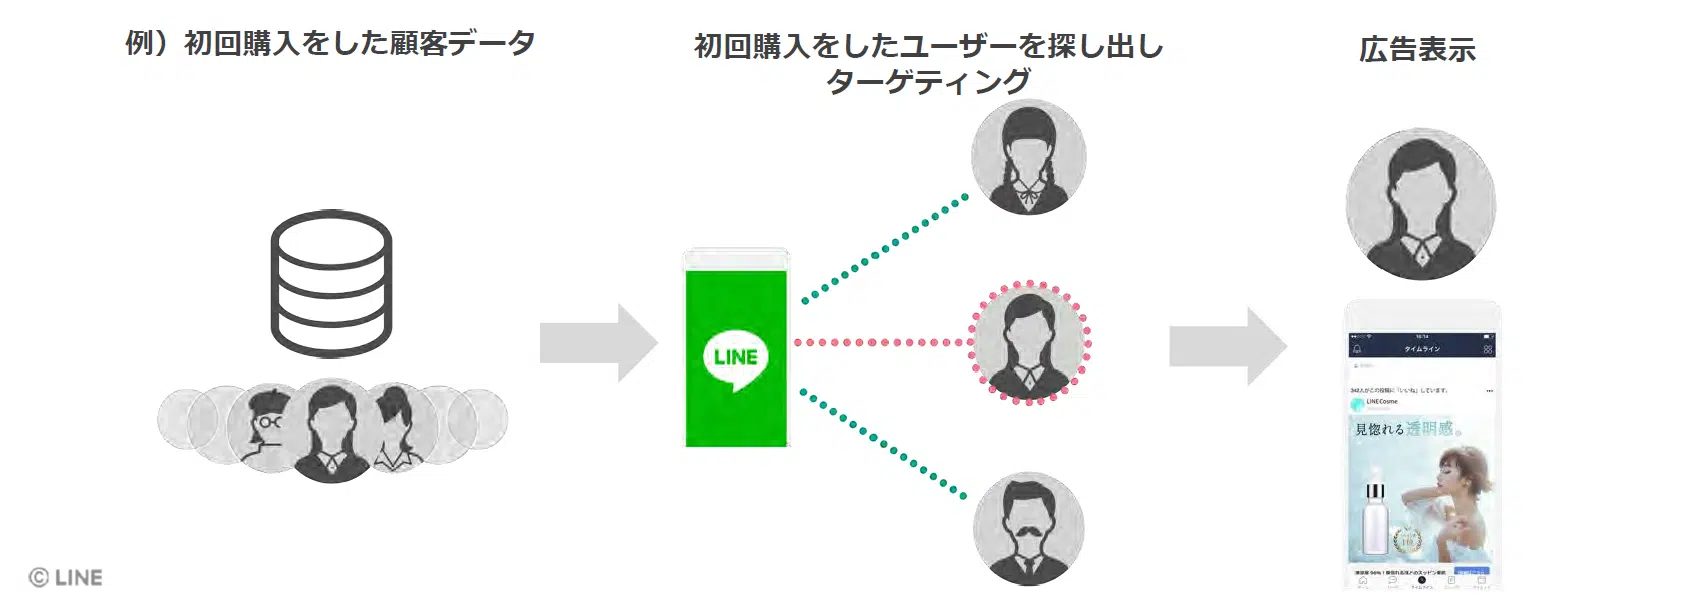 例）初回購入をした顧客データ
初回購入をしたユーザーを探し出し
ターゲティング
広告表示
LINE
10:14
タイムライン
342人がこの投稿に「いいね」しています。
LINECosme
見惚れる透明感。
© LINE